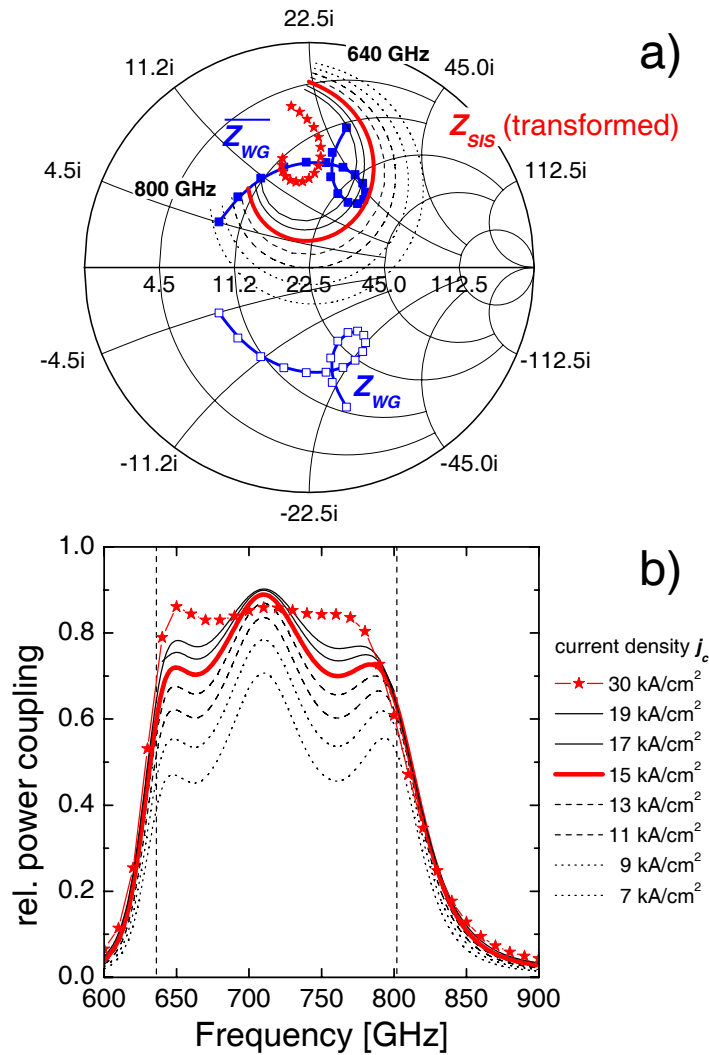 22.5i
a)
11.2i
640 GHz
45.0i
Z_WG
Z_SIS (transformed)
4.5i
800 GHz
112.5i
4.5 11.2 22.5 45.0 112.5
-4.5i
-112.5i
Z_WG
-11.2i
-45.0i
-22.5i
b)
1.0
0.8
0.6
0.4
0.2
0.0
rel. power coupling
600 650 700 750 800 850 900
Frequency [GHz]
current density j_c
30 kA/cm²
19 kA/cm²
17 kA/cm²
15 kA/cm²
13 kA/cm²
11 kA/cm²
9 kA/cm²
7 kA/cm²